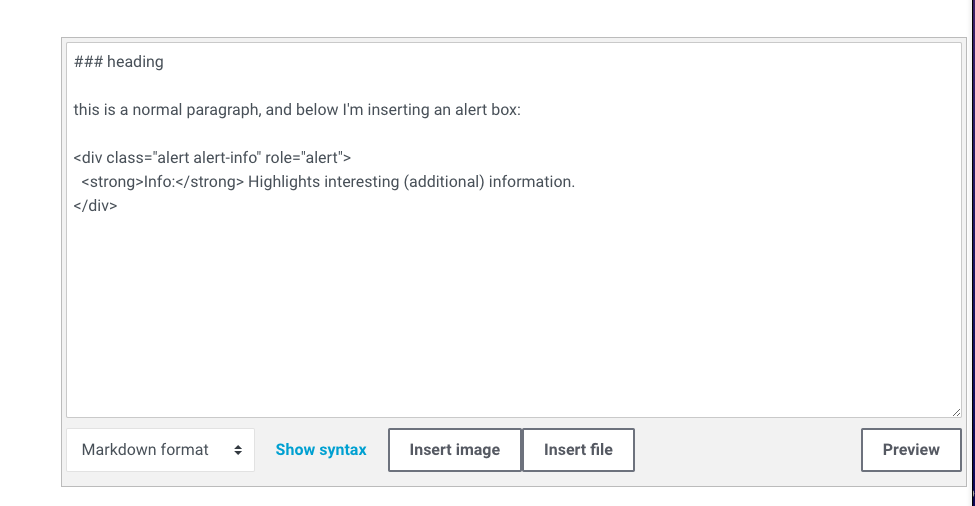 ### heading
this is a normal paragraph, and below I'm inserting an alert box:
<div class="alert alert-info" role="alert">
<strong>Info:</strong> Highlights interesting (additional) information.
</div>
Markdown format
Show syntax
Insert image
Insert file
Preview